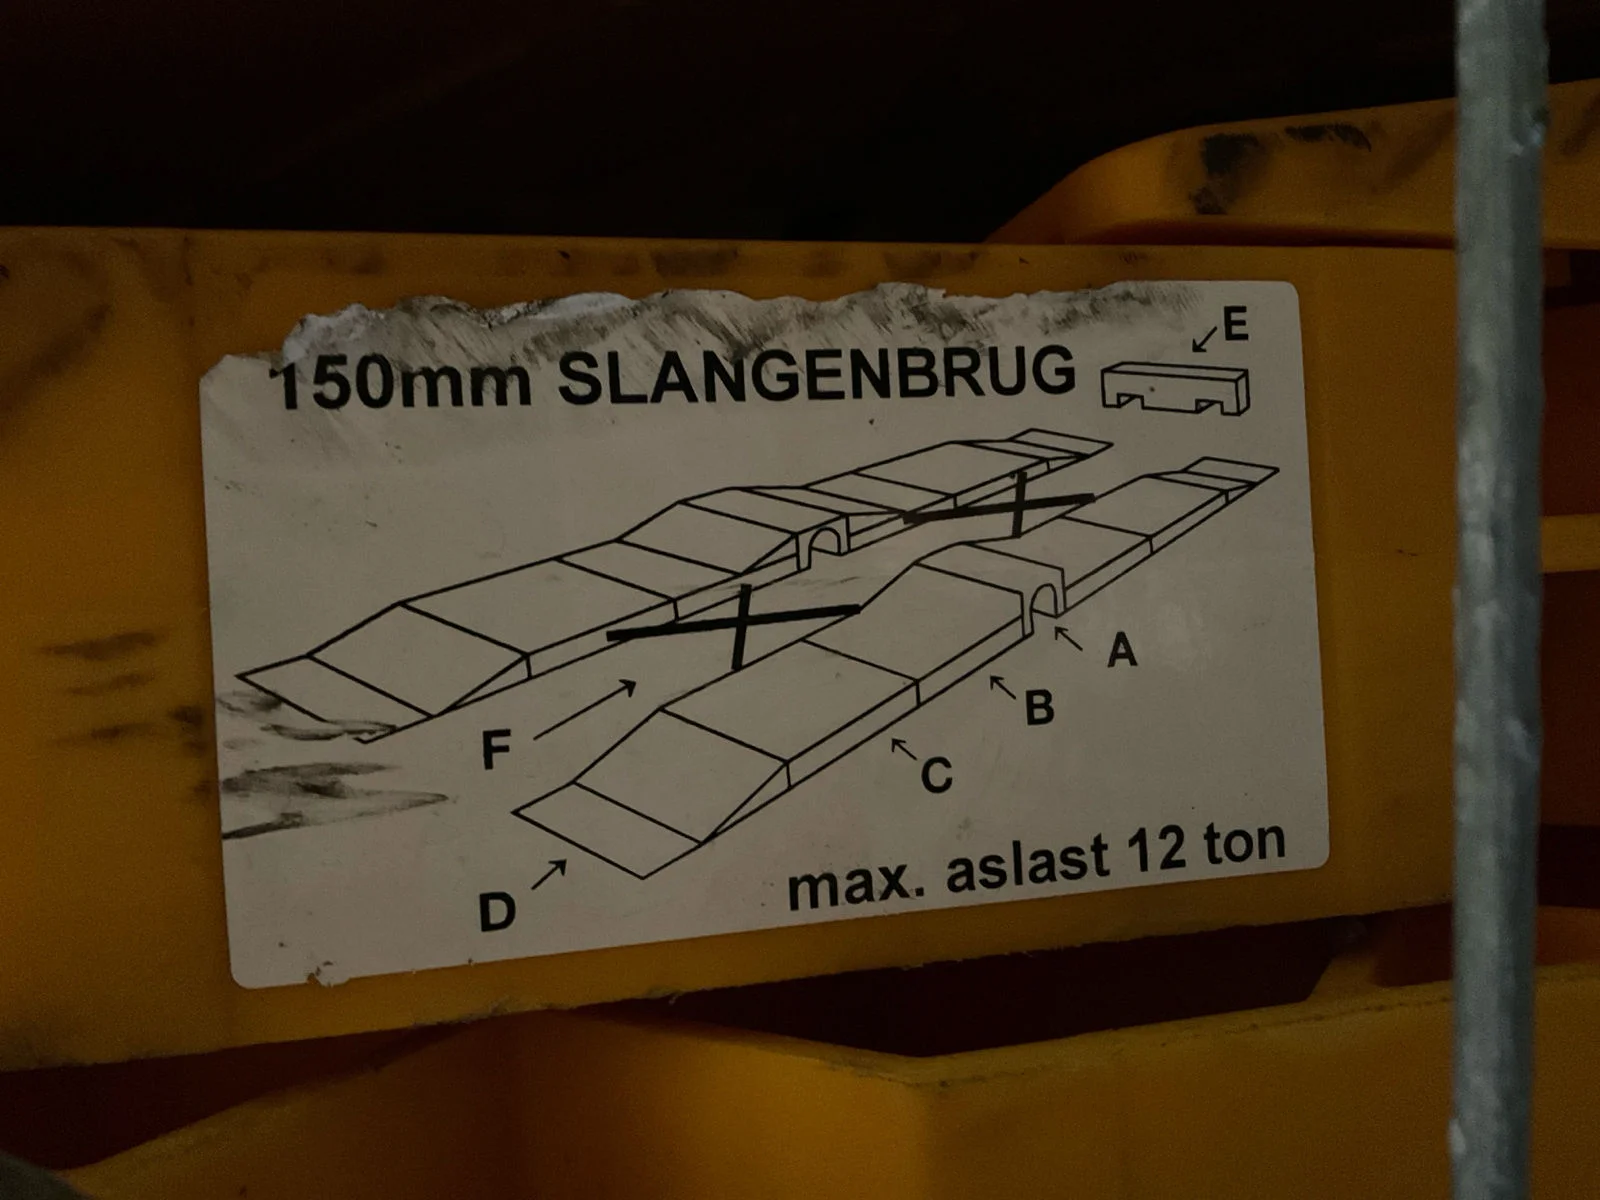 150mm SLANGENBRUG
E
A
B
F
C
D
max. aslast 12 ton